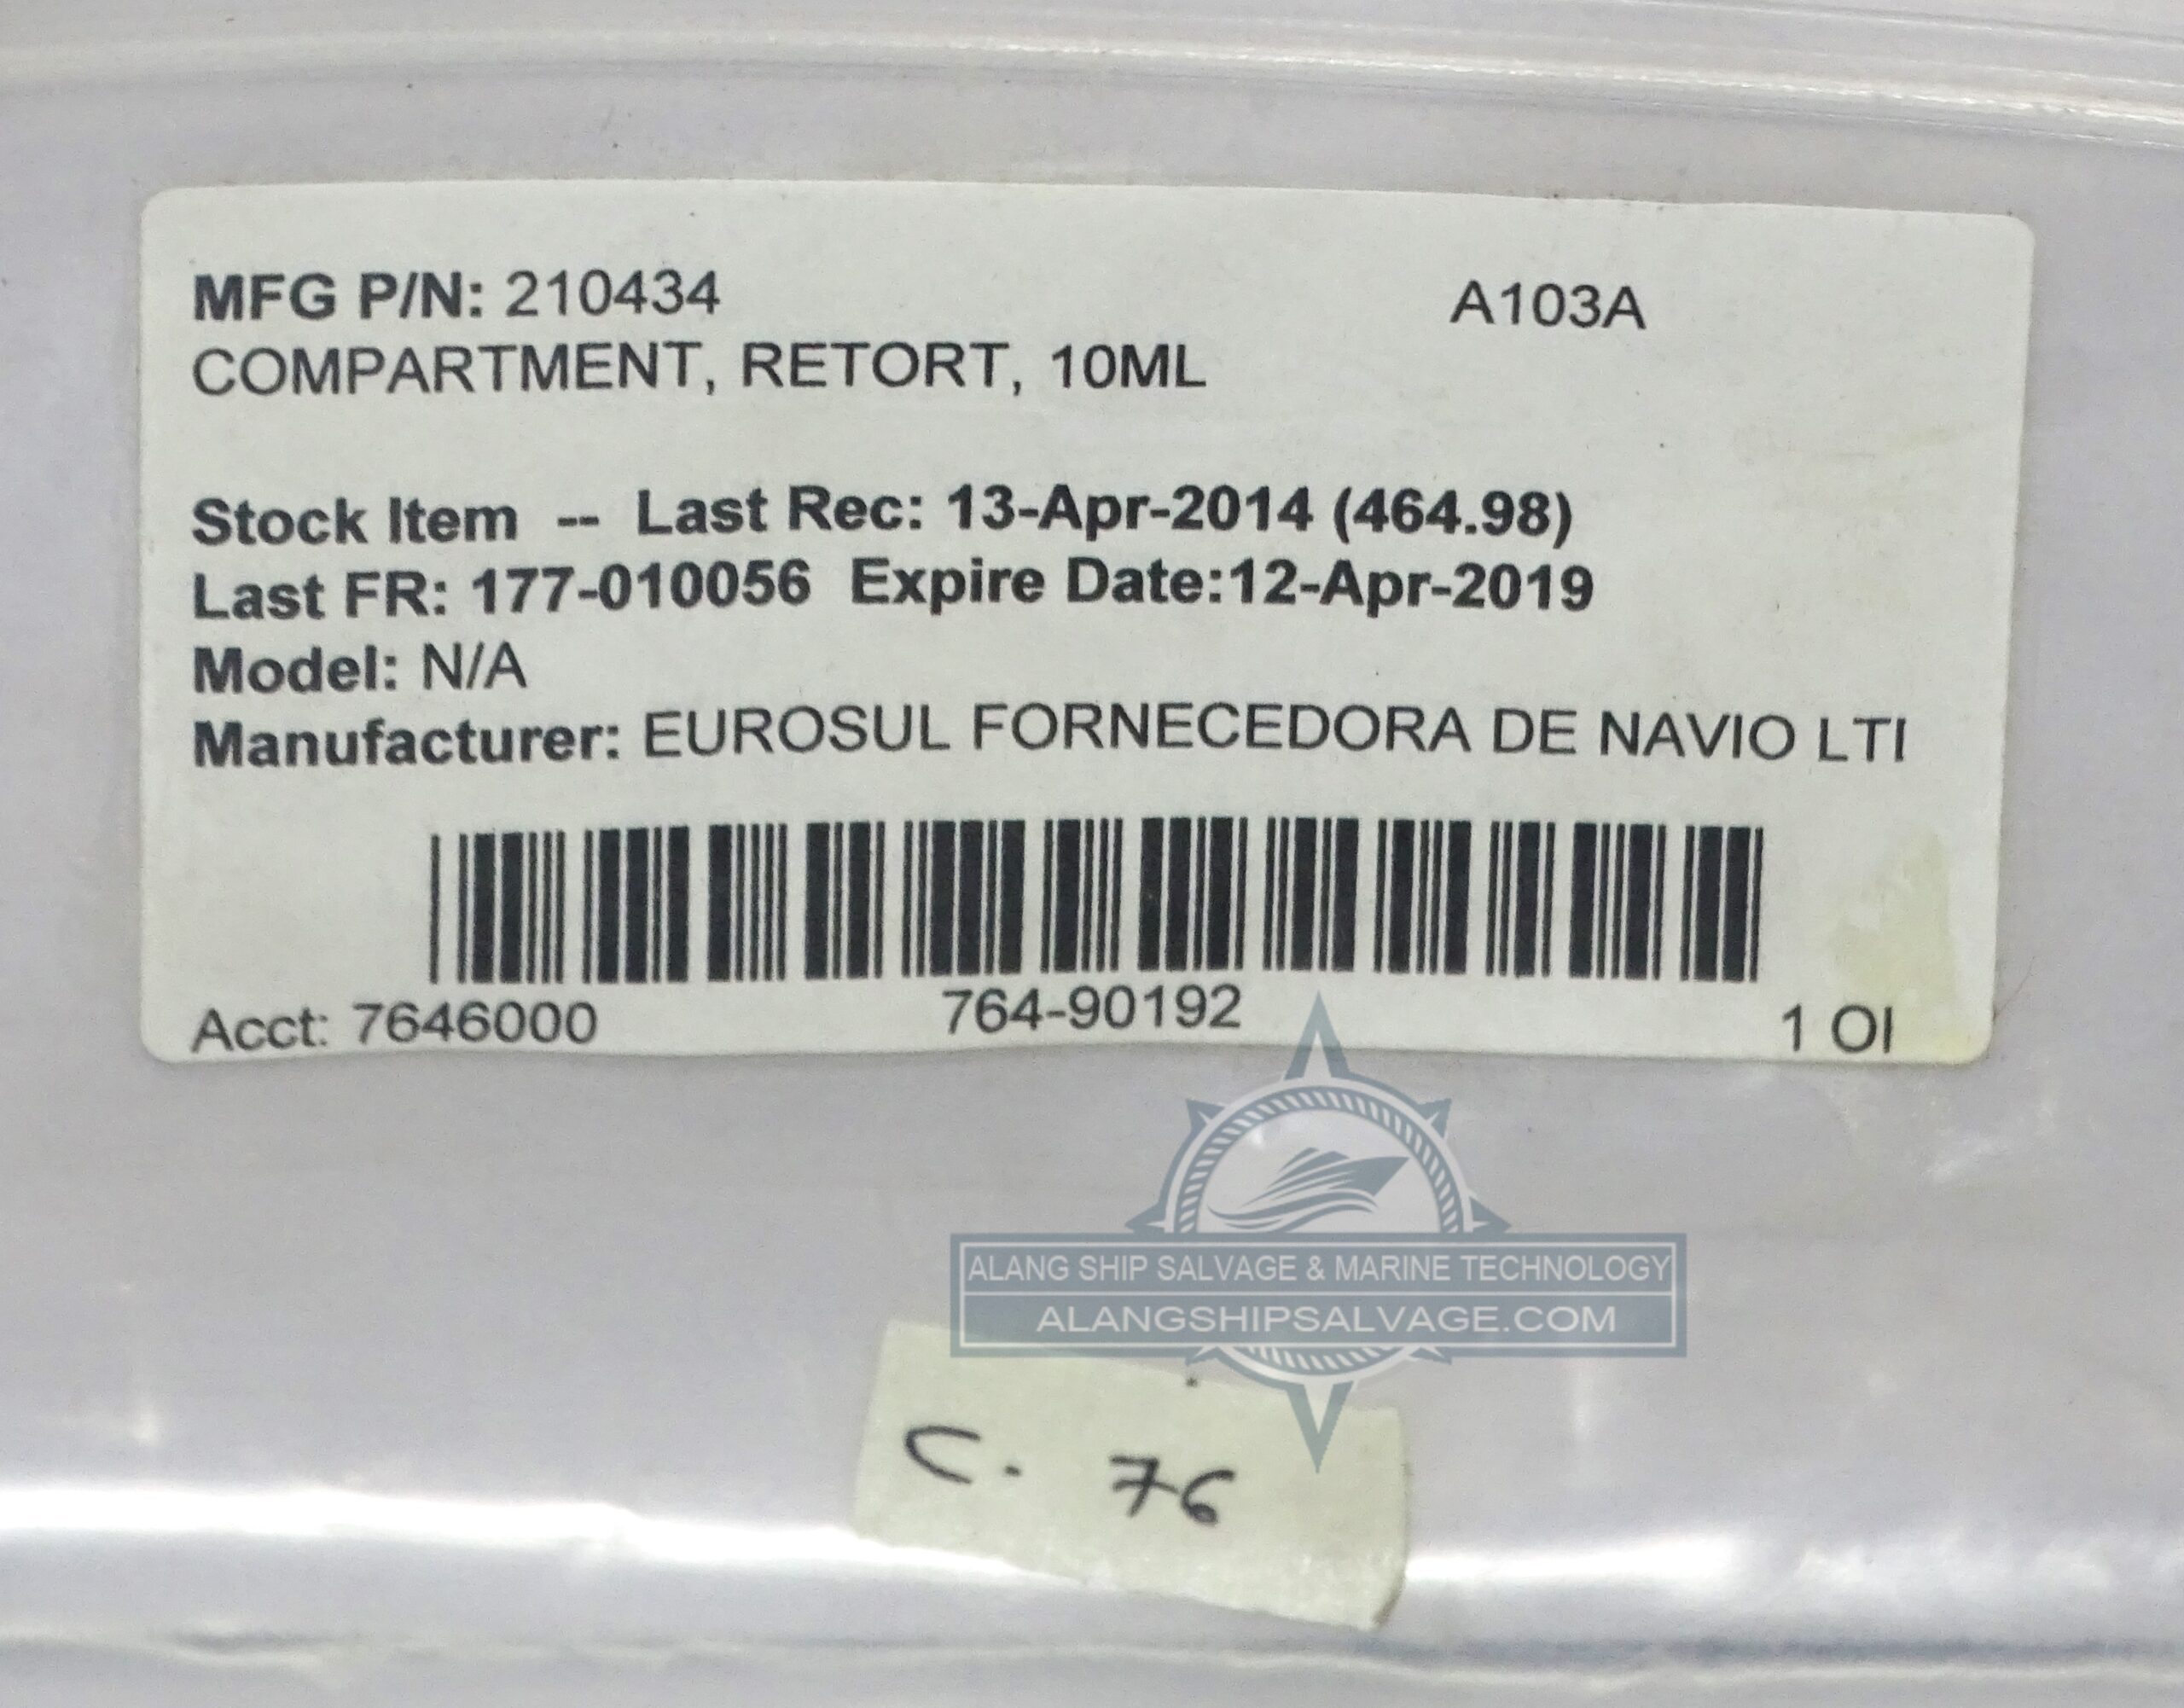 MFG P/N: 210434 A103A
COMPARTMENT, RETORT, 10ML
Stock Item -- Last Rec: 13-Apr-2014 (464.98)
Last FR: 177-010056 Expire Date:12-Apr-2019
Model: N/A
Manufacturer: EUROSUL FORNECEDORA DE NAVIO LTI
Acct: 7646000 764-90192 1 OI
ALANG SHIP SALVAGE & MARINE TECHNOLOGY
ALANGSHIPSALVAGE.COM
C. 76